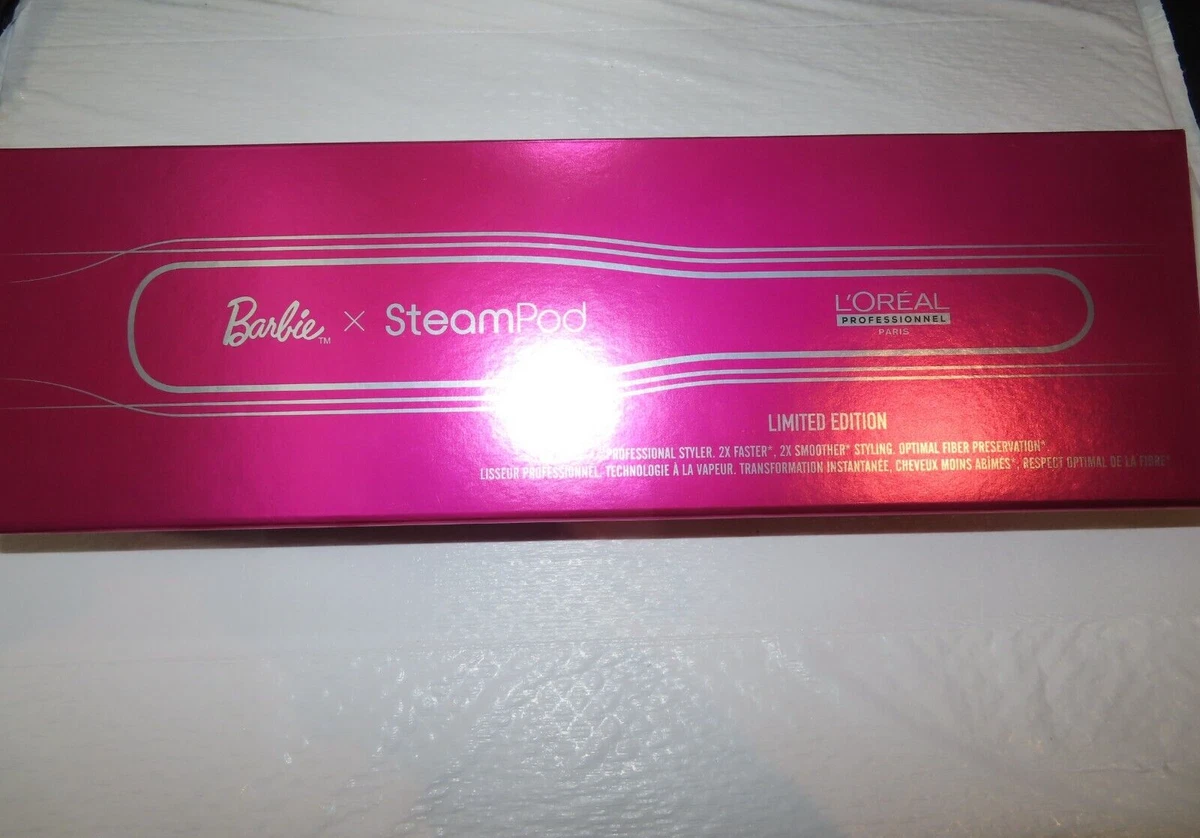 Barbie™ × SteamPod
L'ORÉAL
PROFESSIONNEL
PARIS
LIMITED EDITION
PROFESSIONAL STYLER. 2X FASTER*, 2X SMOOTHER* STYLING. OPTIMAL FIBER PRESERVATION*
LISSEUR PROFESSIONNEL, TECHNOLOGIE À LA VAPEUR. TRANSFORMATION INSTANTANÉE, CHEVEUX MOINS ABÎMÉS*, RESPECT OPTIMAL DE LA FIBRE*